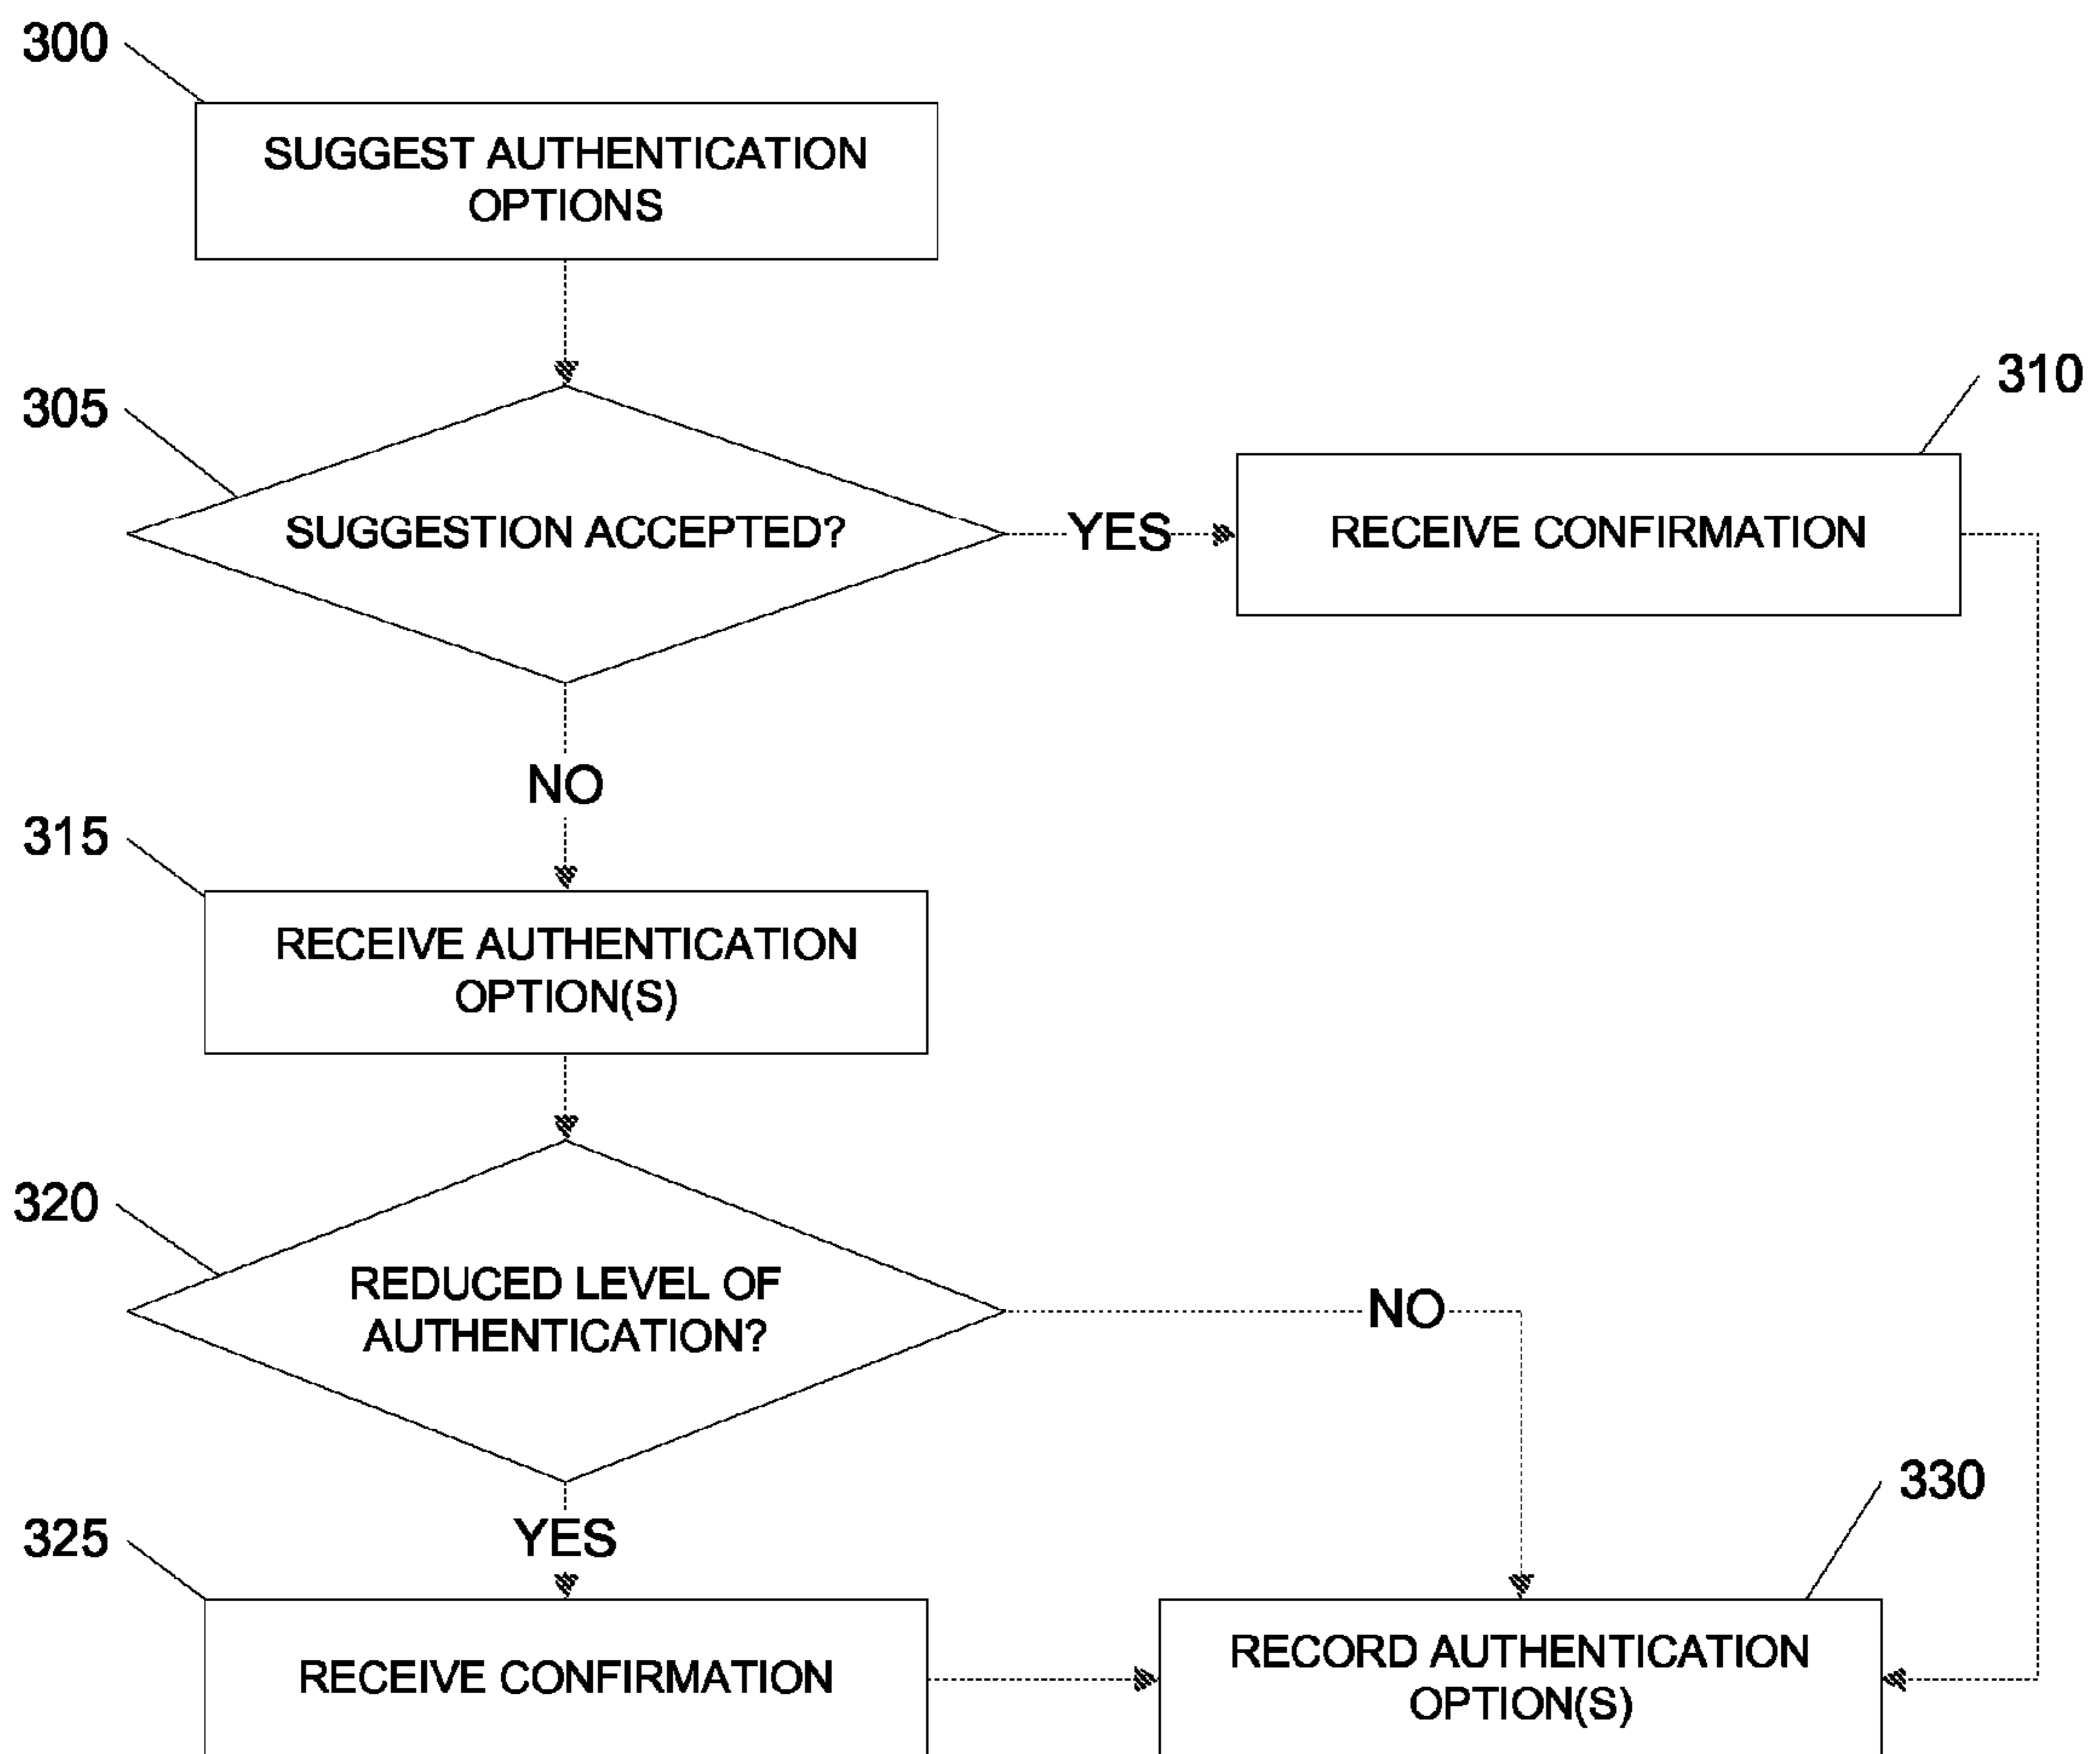 300
SUGGEST AUTHENTICATION
OPTIONS
305
SUGGESTION ACCEPTED?
YES
310
RECEIVE CONFIRMATION
NO
315
RECEIVE AUTHENTICATION
OPTION(S)
320
REDUCED LEVEL OF
AUTHENTICATION?
NO
YES
325
RECEIVE CONFIRMATION
330
RECORD AUTHENTICATION
OPTION(S)